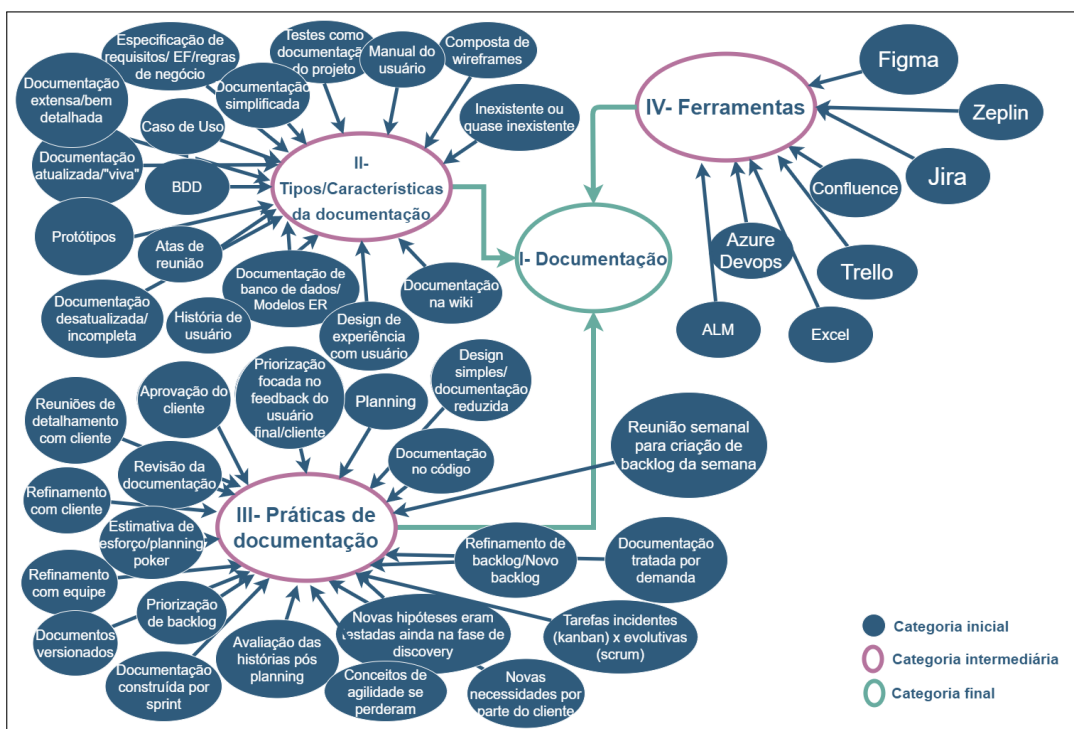 Especificação de
requisitos/ EF/regras
de negócio
Testes como
documentação
do projeto
Manual do
usuário
Composta de
wireframes
Documentação
extensa/bem
detalhada
Documentação
simplificada
Inexistente ou
quase inexistente
Caso de Uso
Documentação
atualizada/"viva"
BDD
II-
Tipos/Características
da documentação
Protótipos
Atas de
reunião
Documentação
desatualizada/
incompleta
História de
usuário
Documentação de
banco de dados/
Modelos ER
Design de
experiência
com usuário
Documentação
na wiki
I- Documentação
IV- Ferramentas
Figma
Zeplin
Jira
Confluence
Trello
Azure
Devops
Excel
ALM
Aprovação do
cliente
Priorização
focada no
feedback do
usuário
final/cliente
Planning
Design
simples/
documentação
reduzida
Reuniões de
detalhamento
com cliente
Revisão da
documentação
Documentação
no código
Reunião semanal
para criação de
backlog da semana
Refinamento
com cliente
III- Práticas de
documentação
Estimativa de
esforço/planning
poker
Refinamento
com equipe
Priorização
de backlog
Documentos
versionados
Documentação
construída por
sprint
Avaliação das
histórias pós
planning
Novas hipóteses eram
testadas ainda na fase de
discovery
Conceitos de
agilidade se
perderam
Novas
necessidades por
parte do cliente
Refinamento de
backlog/Novo
backlog
Documentação
tratada por
demanda
Tarefas incidentes
(kanban) x evolutivas
(scrum)
Categoria inicial
Categoria intermediária
Categoria final